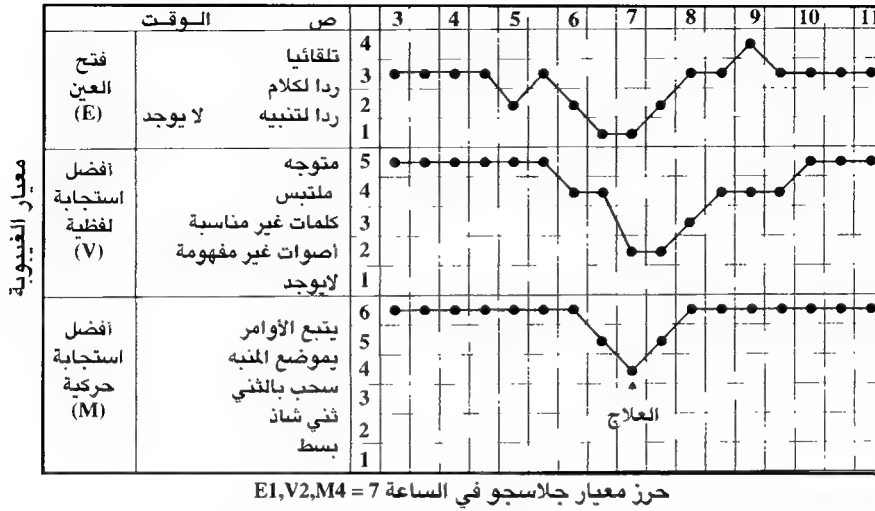 الـوقـت ص 3 4 5 6 7 8 9 10 11
معيار الغيبوبة
فتح
العين
(E)
تلقائيا 4
ردا لكلام 3
ردا لتنبيه 2
لا يوجد 1
أفضل
استجابة
لفظية
(V)
متوجه 5
ملتبس 4
كلمات غير مناسبة 3
أصوات غير مفهومة 2
لايوجد 1
أفضل
استجابة
حركية
(M)
يتبع الأوامر 6
يموضع المنبه 5
سحب بالثني 4
ثني شاذ 3
بسط 2
1
العلاج
حرز معيار جلاسجو في الساعة 7 = E1,V2,M4